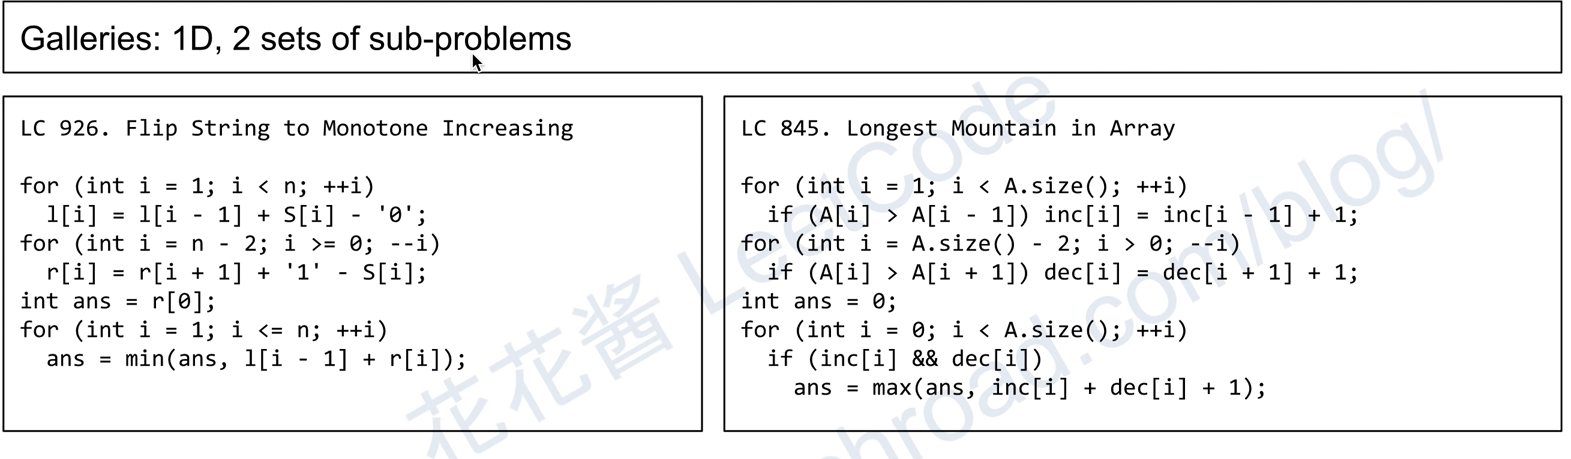 Galleries: 1D, 2 sets of sub-problems
LC 926. Flip String to Monotone Increasing
for (int i = 1; i < n; ++i)
  l[i] = l[i - 1] + S[i] - '0';
for (int i = n - 2; i >= 0; --i)
  r[i] = r[i + 1] + '1' - S[i];
int ans = r[0];
for (int i = 1; i <= n; ++i)
  ans = min(ans, l[i - 1] + r[i]);
LC 845. Longest Mountain in Array
for (int i = 1; i < A.size(); ++i)
  if (A[i] > A[i - 1]) inc[i] = inc[i - 1] + 1;
for (int i = A.size() - 2; i > 0; --i)
  if (A[i] > A[i + 1]) dec[i] = dec[i + 1] + 1;
int ans = 0;
for (int i = 0; i < A.size(); ++i)
  if (inc[i] && dec[i])
    ans = max(ans, inc[i] + dec[i] + 1);
花花酱 LeetCode
hroad.com/blog/